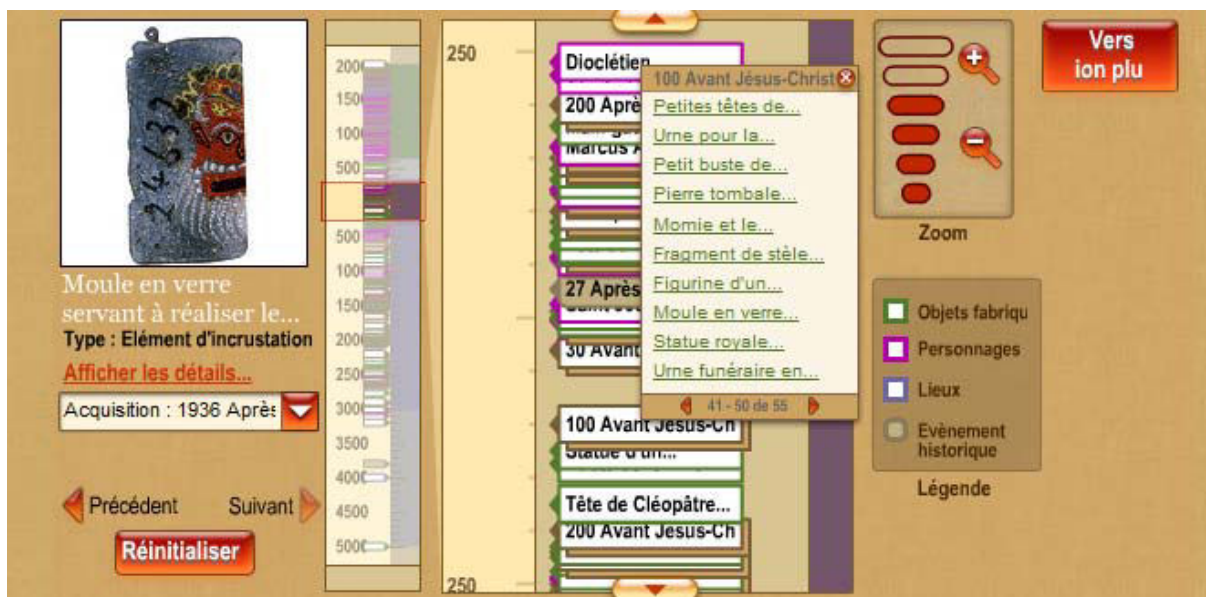 2463
Moule en verre
servant à réaliser le...
Type : Elément d'incrustation
Afficher les détails...
Acquisition : 1936 Aprè
Précédent
Suivant
Réinitialiser
2000
1500
1000
500
500
1000
1500
2000
2500
3000
3500
4000
4500
5000
250
Dioclétien
200 Aprè
Marcus A
27 Après
30 Avant
100 Avant Jésus-Ch
Statue d'un...
Tête de Cléopâtre...
200 Avant Jésus-Ch
250
100 Avant Jésus-Christ
Petites têtes de...
Urne pour la...
Petit buste de...
Pierre tombale...
Momie et le...
Fragment de stèle...
Figurine d'un...
Moule en verre...
Statue royale...
Urne funéraire en...
41 - 50 de 55
Zoom
Objets fabriqu
Personnages
Lieux
Evènement
historique
Légende
Vers
ion plu